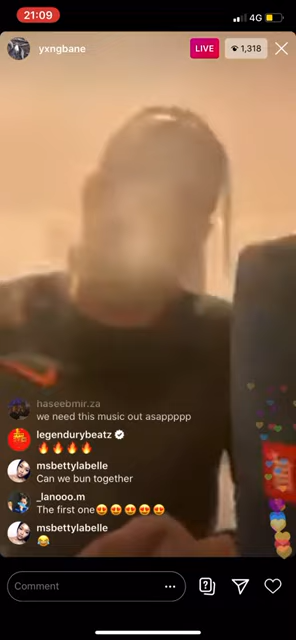 21:09
4G
yxngbane
LIVE
1,318
haseebmir.za
we need this music out asappppp
legendurybeatz
🔥🔥🔥🔥
msbettylabelle
Can we bun together
_lanooo.m
The first one😍😍😍😍😍
msbettylabelle
😂
Comment